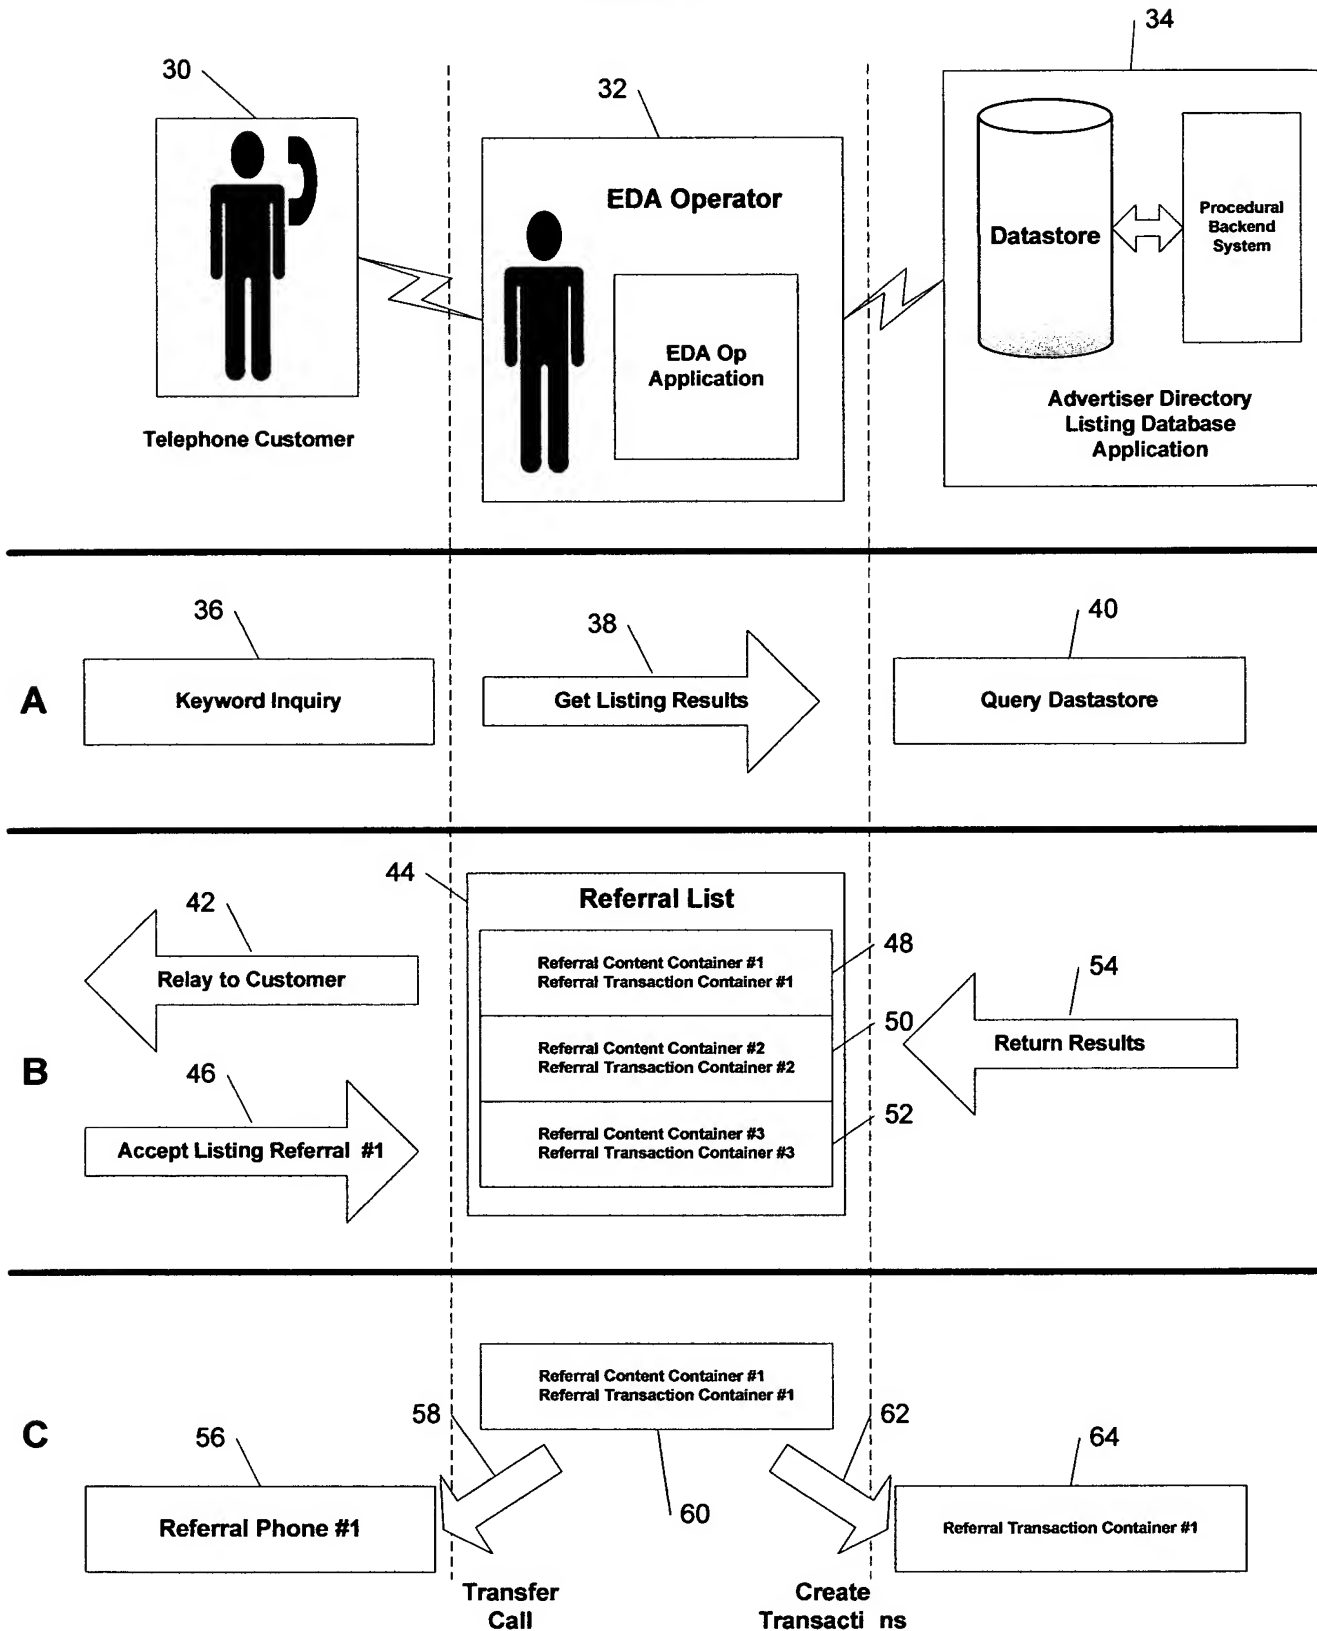 34
30
32
EDA Operator
Datastore
Procedural
Backend
System
EDA Op
Application
Advertiser Directory
Listing Database
Application
Telephone Customer
36
38
40
A
Keyword Inquiry
Get Listing Results
Query Dastastore
44
Referral List
42
48
Referral Content Container #1
Referral Transaction Container #1
54
Relay to Customer
50
Return Results
Referral Content Container #2
Referral Transaction Container #2
B
46
52
Accept Listing Referral #1
Referral Content Container #3
Referral Transaction Container #3
Referral Content Container #1
Referral Transaction Container #1
58
62
C
56
64
60
Referral Phone #1
Referral Transaction Container #1
Transfer
Call
Create
Transacti ns